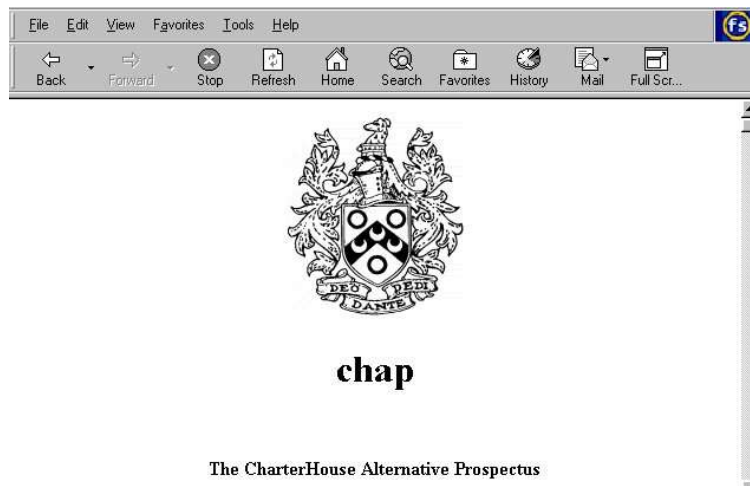 File Edit View Favorites Tools Help
fs
Back Forward Stop Refresh Home Search Favorites History Mail Full Scr...
DEO DANTE DEDI
chap
The CharterHouse Alternative Prospectus